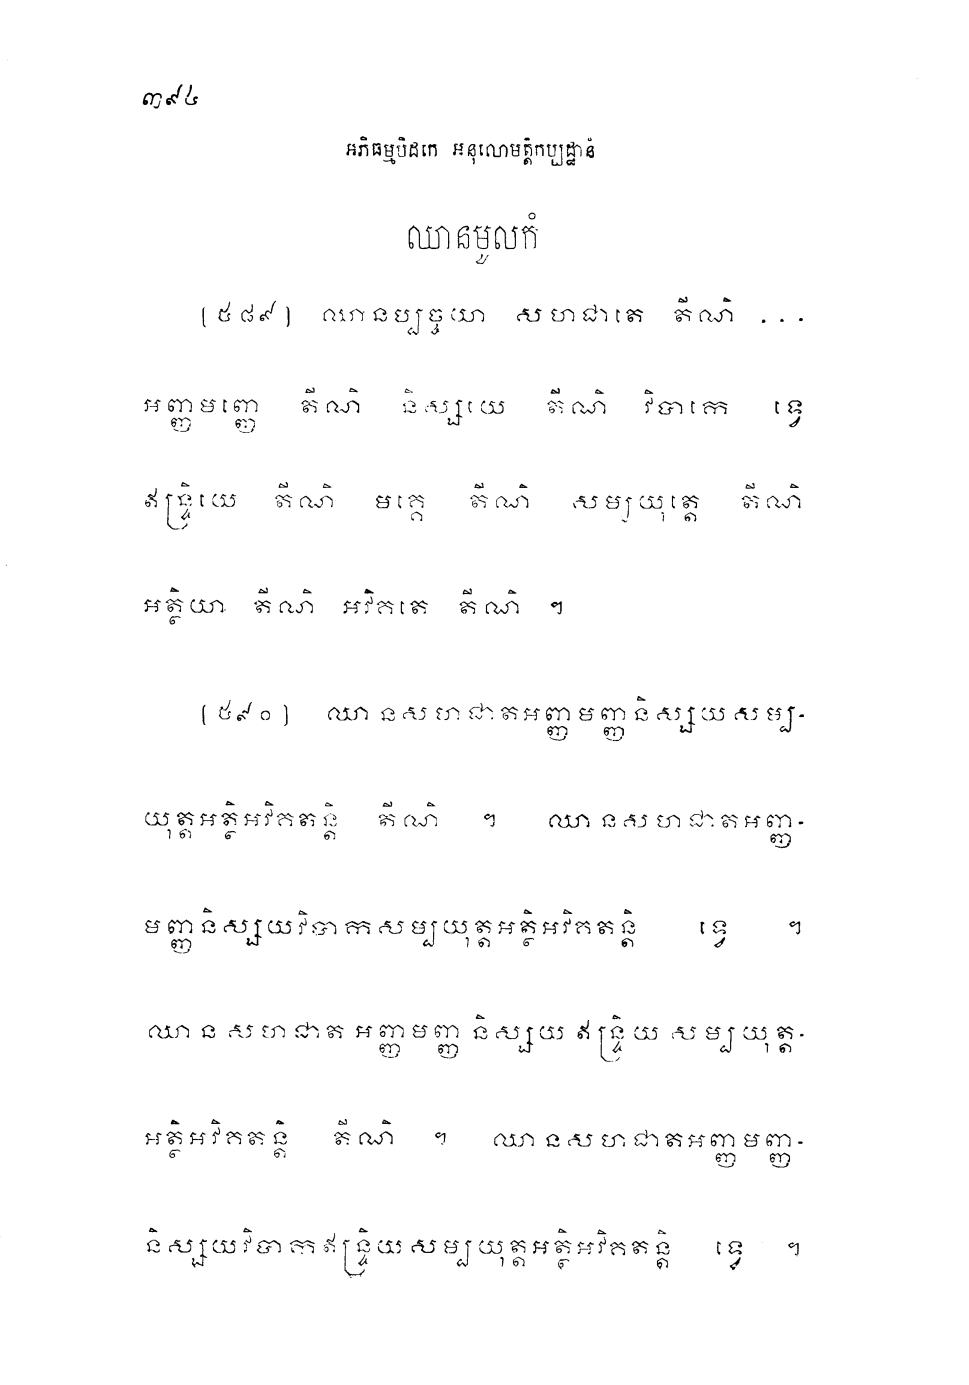 ៣៩៤
អភិធម្មបិដកេ អនុលោមត្តិកប្បដ្ឋានំ
ឈានមូលកំ
(៥៨៩) ឈានប្បច្ចយា សហជាតេ តីណិ ...
អញ្ញមញ្ញេ តីណិ និស្សយេ តីណិ វិបាកេ ទ្វេ
ឥន្ទ្រិយេ តីណិ មគ្គេ តីណិ សម្បយុត្តេ តីណិ
អត្ថិយា តីណិ អវិគតេ តីណិ ។
(៥៩០) ឈានសហជាតអញ្ញមញ្ញនិស្សយសម្ប-
យុត្តអត្ថិអវិគតន្តិ តីណិ ។ ឈានសហជាតអញ្ញ-
មញ្ញនិស្សយវិបាកសម្បយុត្តអត្ថិអវិគតន្តិ ទ្វេ ។
ឈានសហជាតអញ្ញមញ្ញនិស្សយឥន្ទ្រិយសម្បយុត្ត-
អត្ថិអវិគតន្តិ តីណិ ។ ឈានសហជាតអញ្ញមញ្ញ-
និស្សយវិបាកឥន្ទ្រិយសម្បយុត្តអត្ថិអវិគតន្តិ ទ្វេ ។